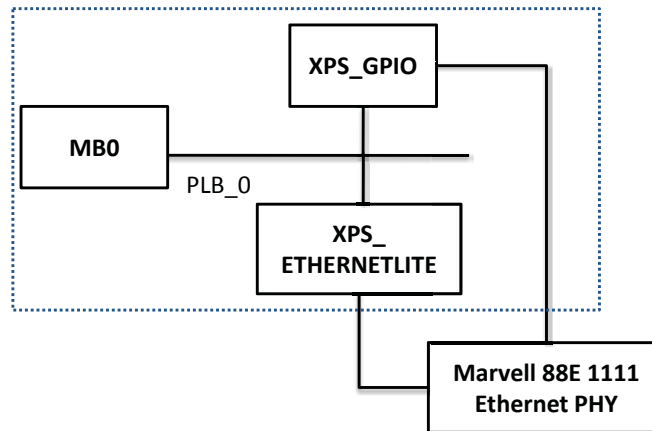 XPS_GPIO
MB0
PLB_0
XPS_
ETHERNETLITE
Marvell 88E 1111
Ethernet PHY